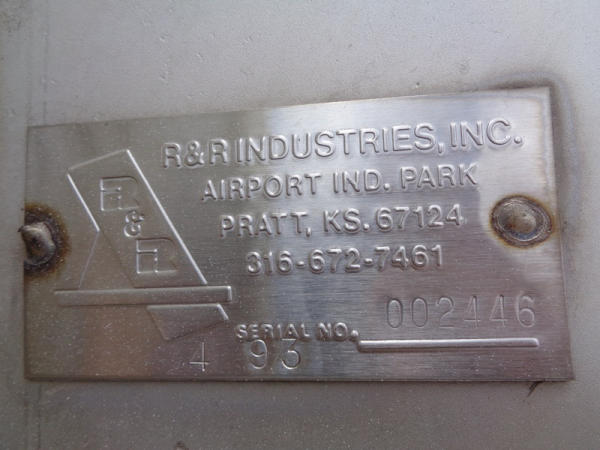 R&R INDUSTRIES, INC.
AIRPORT IND. PARK
PRATT, KS. 67124
316-672-7461
R
&
R
SERIAL NO. 002446
4 93